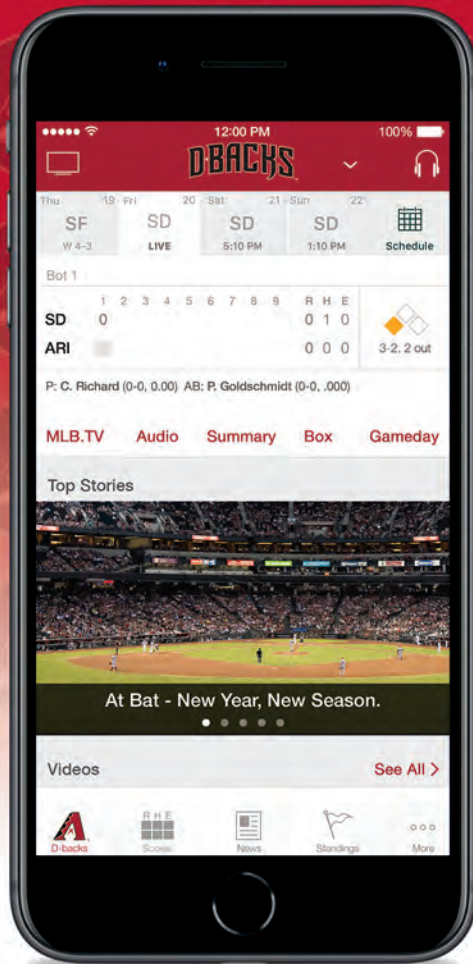 12:00 PM 100%
D·BACKS
Thu 19 Fri 20 Sat 21 Sun 22
SF SD SD SD
W 4-3 LIVE 5:10 PM 1:10 PM Schedule
Bot 1
1 2 3 4 5 6 7 8 9 R H E
SD 0 0 1 0
ARI 0 0 0 3-2, 2 out
P: C. Richard (0-0, 0.00) AB: P. Goldschmidt (0-0, .000)
MLB.TV Audio Summary Box Gameday
Top Stories
At Bat - New Year, New Season.
Videos See All >
A
R H E
D-backs Scores News Standings More